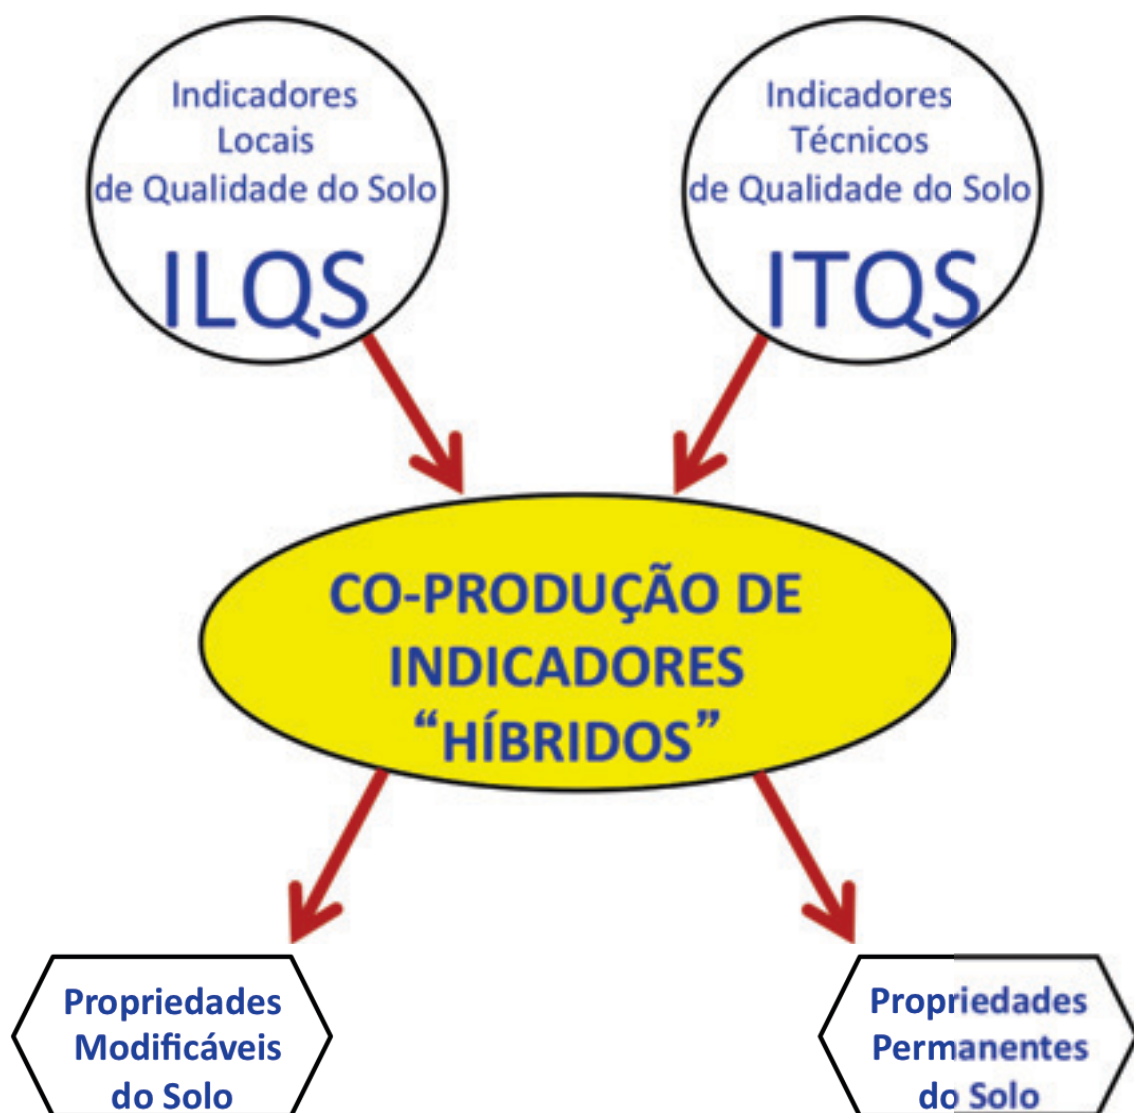 Indicadores
Locais
de Qualidade do Solo
ILQS
Indicadores
Técnicos
de Qualidade do Solo
ITQS
CO-PRODUÇÃO DE
INDICADORES
“HÍBRIDOS”
Propriedades
Modificáveis
do Solo
Propriedades
Permanentes
do Solo